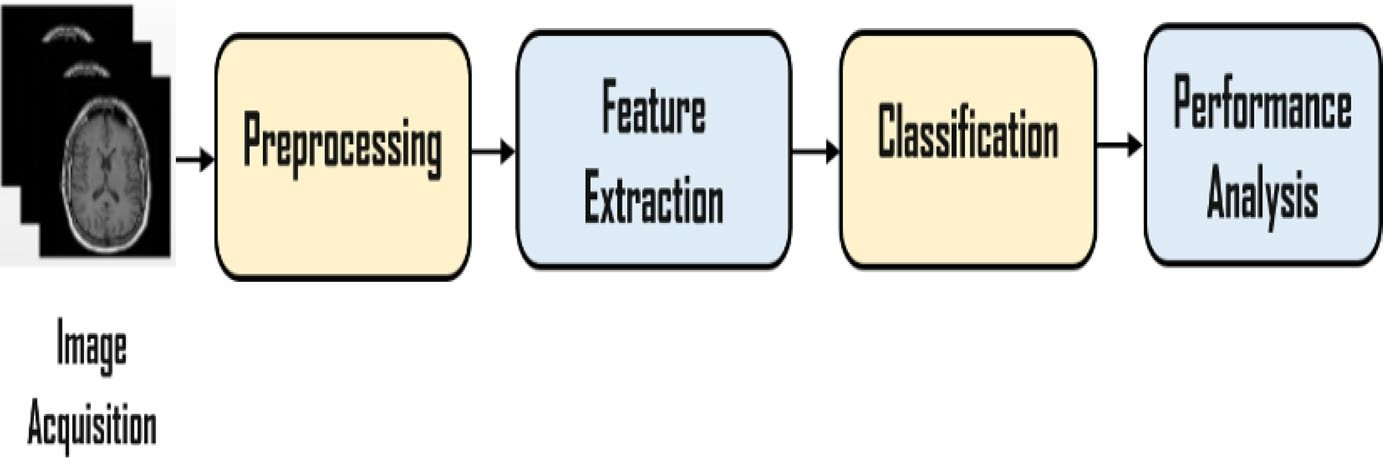 Preprocessing
Feature
Extraction
Classification
Performance
Analysis
Image
Acquisition